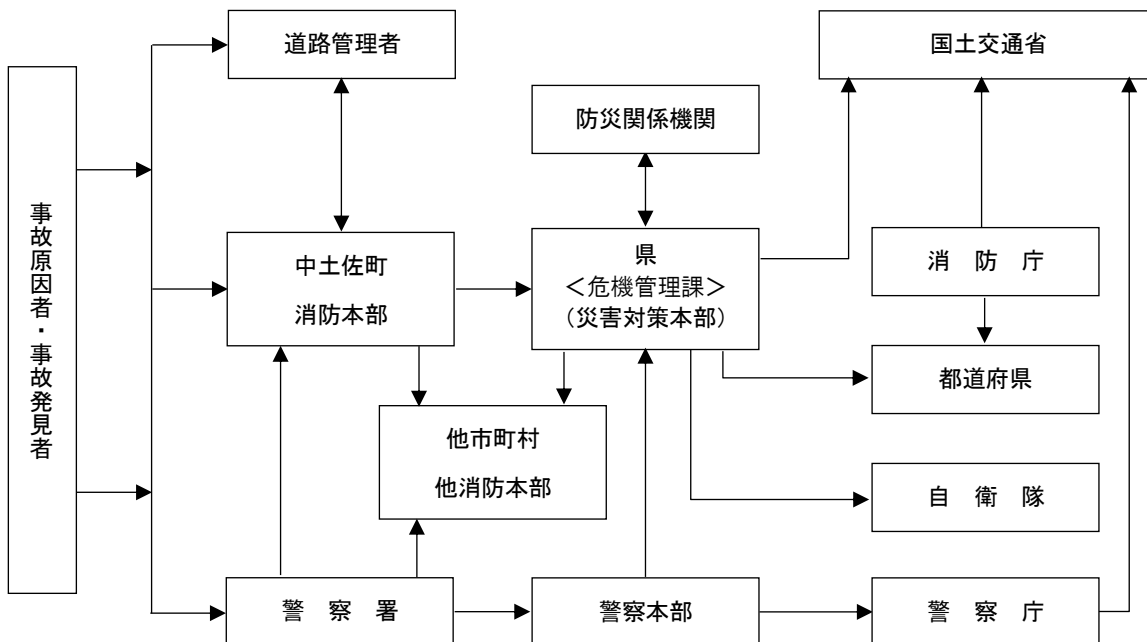 道路管理者
国土交通省
防災関係機関
事故原因者・事故発見者
中土佐町
消防本部
県
＜危機管理課＞
（災害対策本部）
消　防　庁
都道府県
他市町村
他消防本部
自　衛　隊
警　察　署
警察本部
警　察　庁